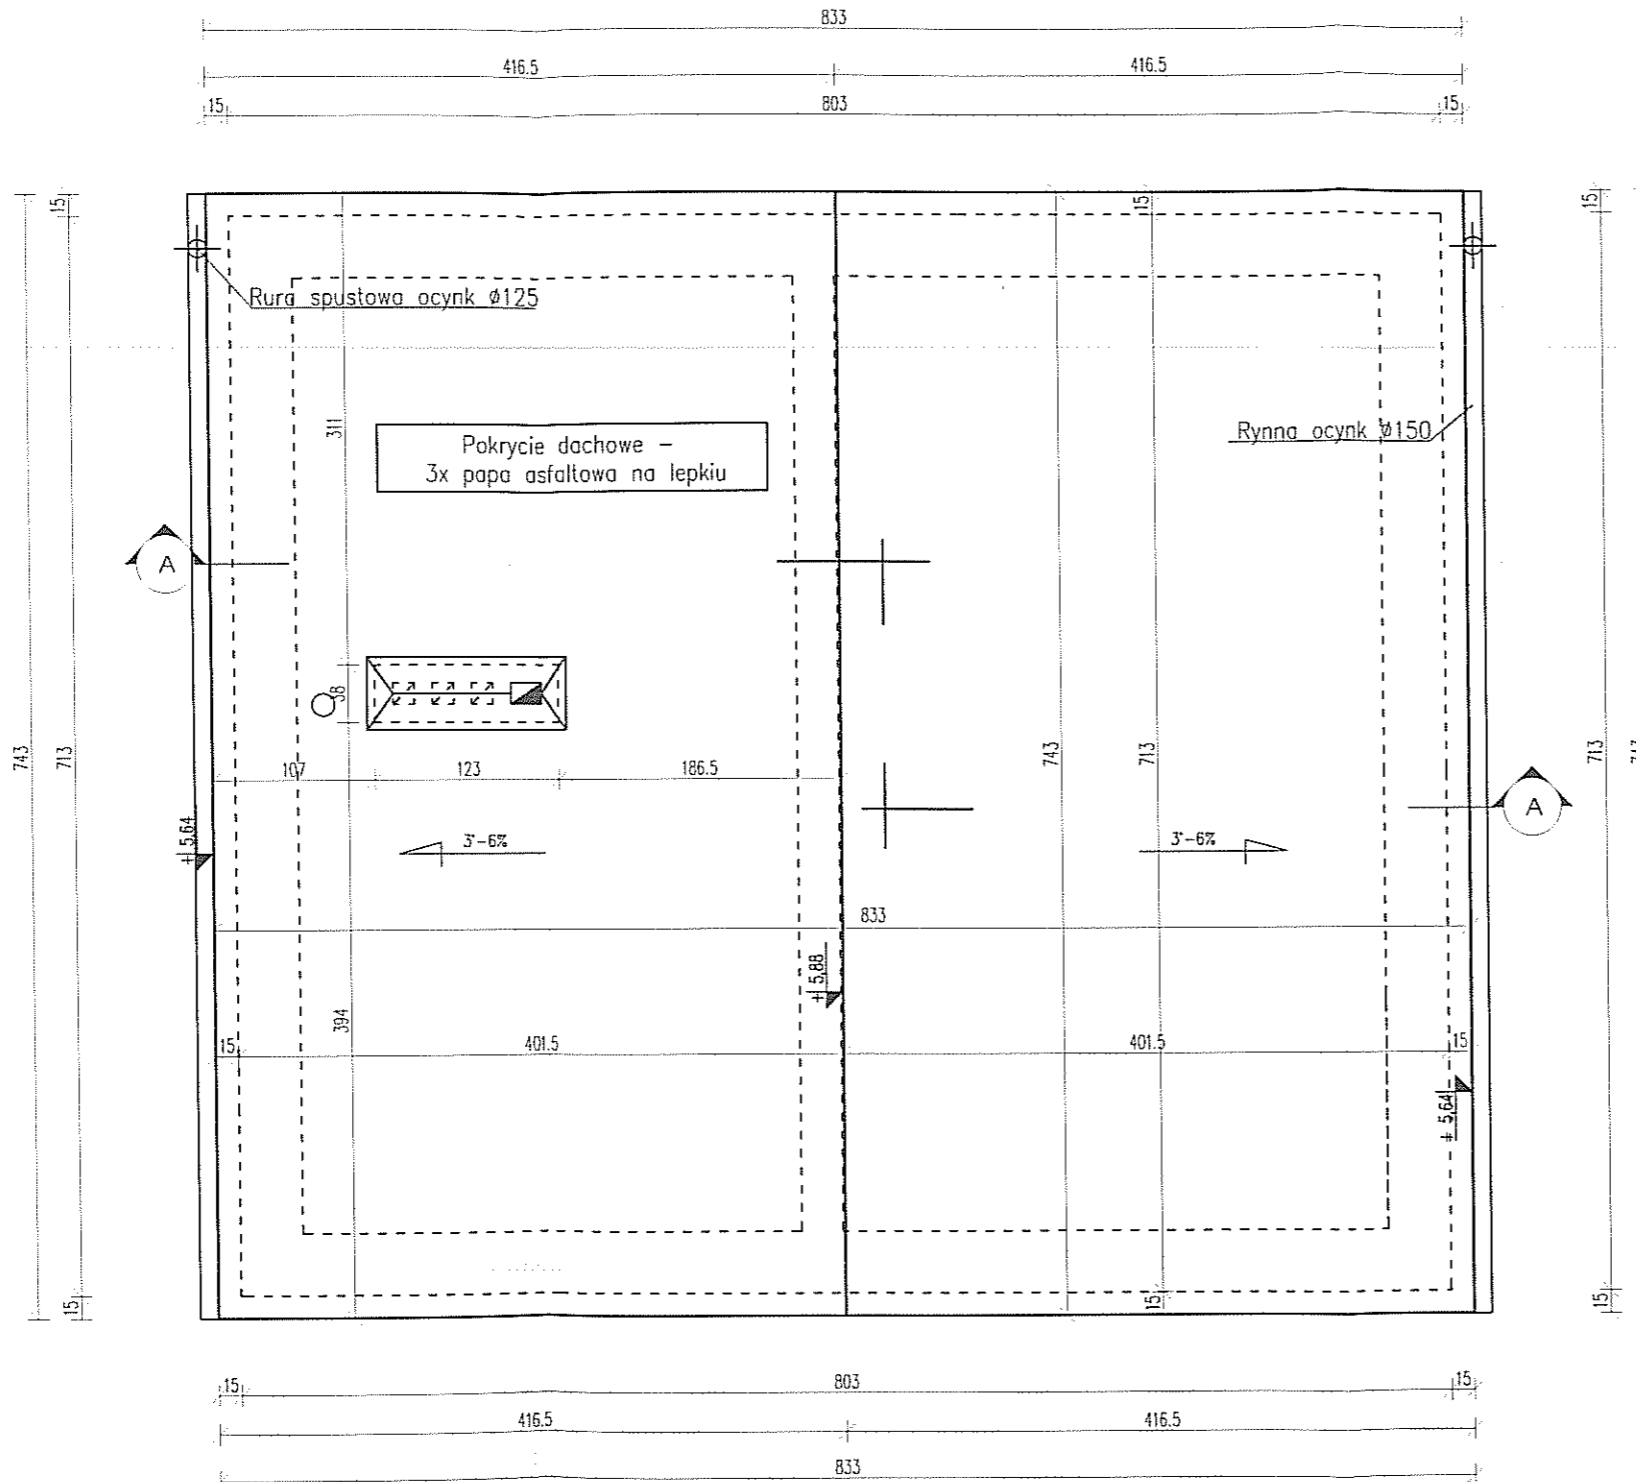 833
416.5 416.5
15 803 15
15 15 15
Rura spustowa ocynk ø125
311
Pokrycie dachowe –
3x papa asfaltowa na lepkiu
Rynna ocynk ø150
A
38
743 713 743 713 713
107 123 186.5
A
+ 5,64
3°-6% 3°-6%
833
+ 5,88
394
15 401.5 401.5 15
+ 5,64
15 15 15
15 803 15
416.5 416.5
833